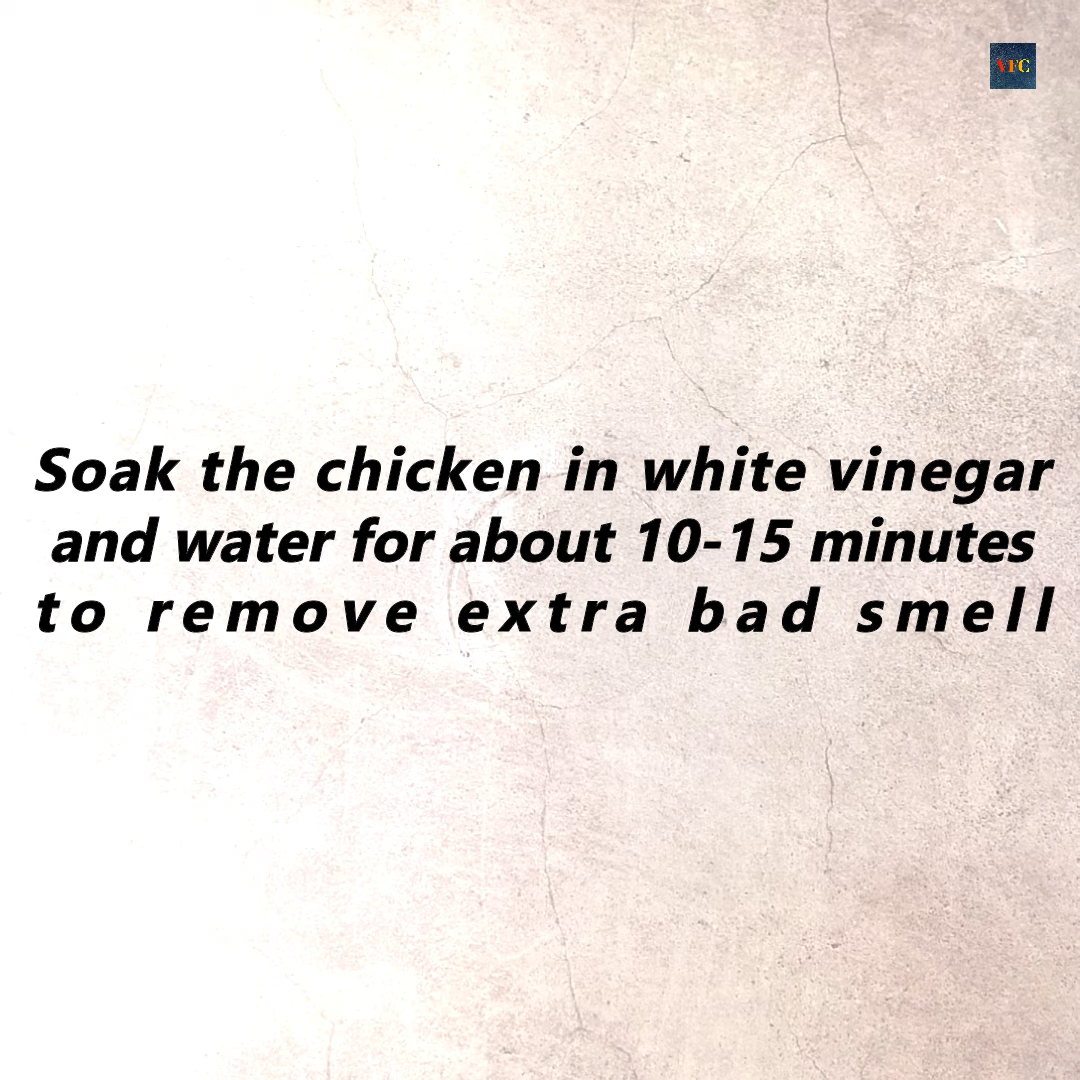 VFC
Soak the chicken in white vinegar
and water for about 10-15 minutes
to remove extra bad smell